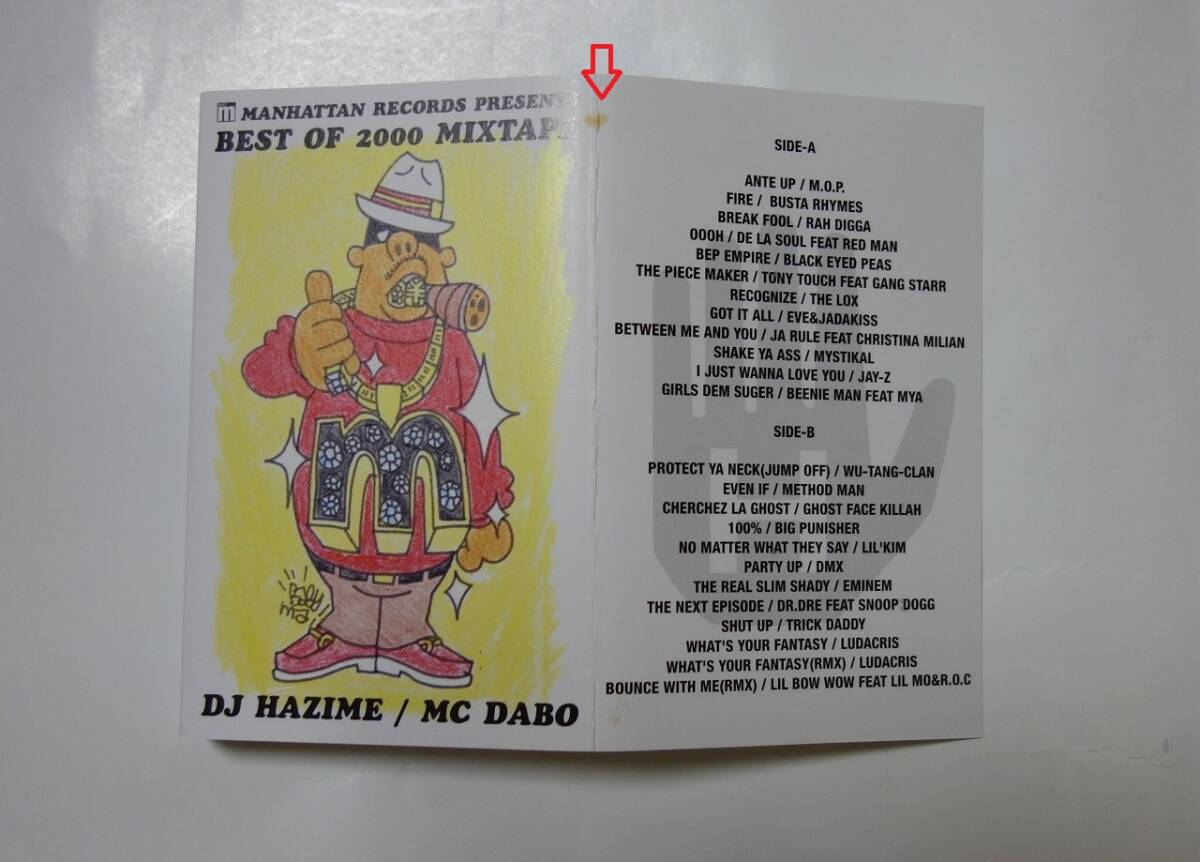 m MANHATTAN RECORDS PRESENT
BEST OF 2000 MIXTAP
m
DJ HAZIME / MC DABO
SIDE-A
ANTE UP / M.O.P.
FIRE / BUSTA RHYMES
BREAK FOOL / RAH DIGGA
OOOH / DE LA SOUL FEAT RED MAN
BEP EMPIRE / BLACK EYED PEAS
THE PIECE MAKER / TONY TOUCH FEAT GANG STARR
RECOGNIZE / THE LOX
GOT IT ALL / EVE&JADAKISS
BETWEEN ME AND YOU / JA RULE FEAT CHRISTINA MILIAN
SHAKE YA ASS / MYSTIKAL
I JUST WANNA LOVE YOU / JAY-Z
GIRLS DEM SUGER / BEENIE MAN FEAT MYA
SIDE-B
PROTECT YA NECK(JUMP OFF) / WU-TANG-CLAN
EVEN IF / METHOD MAN
CHERCHEZ LA GHOST / GHOST FACE KILLAH
100% / BIG PUNISHER
NO MATTER WHAT THEY SAY / LIL'KIM
PARTY UP / DMX
THE REAL SLIM SHADY / EMINEM
THE NEXT EPISODE / DR.DRE FEAT SNOOP DOGG
SHUT UP / TRICK DADDY
WHAT'S YOUR FANTASY / LUDACRIS
WHAT'S YOUR FANTASY(RMX) / LUDACRIS
BOUNCE WITH ME(RMX) / LIL BOW WOW FEAT LIL MO&R.O.C